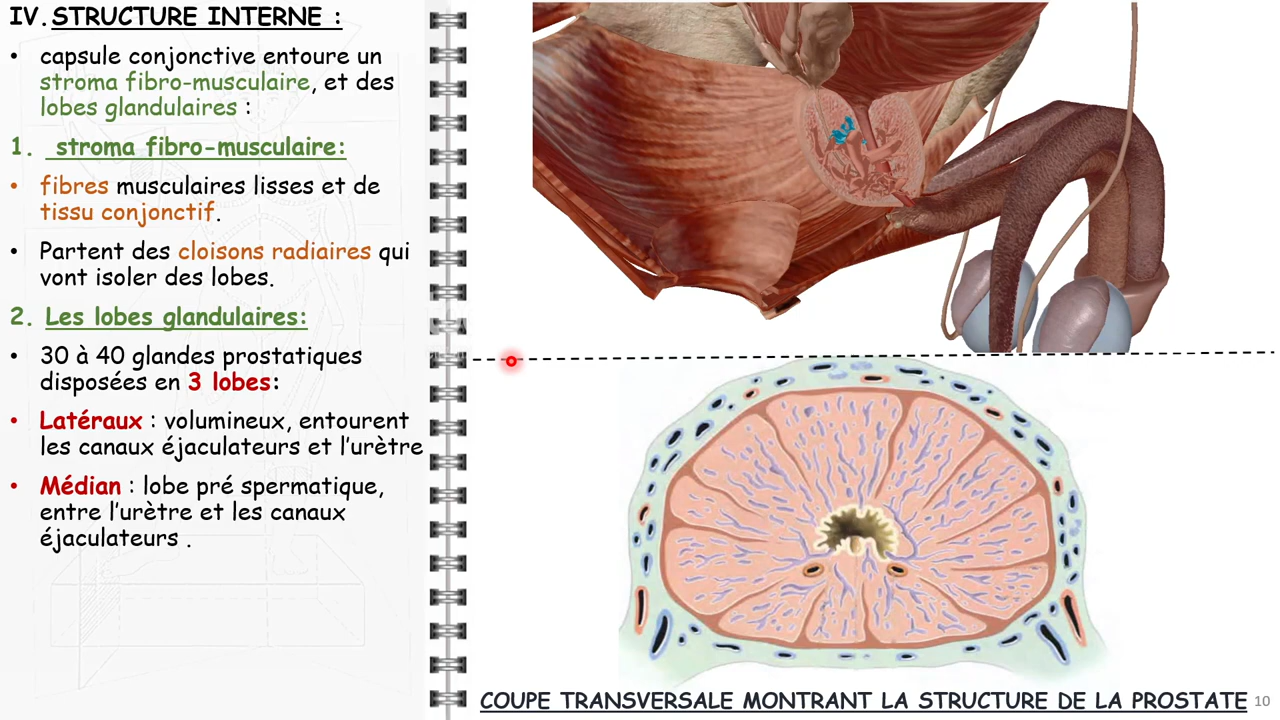 IV. STRUCTURE INTERNE :
• capsule conjonctive entoure un
stroma fibro-musculaire, et des
lobes glandulaires :
1. stroma fibro-musculaire:
• fibres musculaires lisses et de
tissu conjonctif.
• Partent des cloisons radiaires qui
vont isoler des lobes.
2. Les lobes glandulaires:
• 30 à 40 glandes prostatiques
disposées en 3 lobes:
• Latéraux : volumineux, entourent
les canaux éjaculateurs et l’urètre
• Médian : lobe pré spermatique,
entre l’urètre et les canaux
éjaculateurs .
COUPE TRANSVERSALE MONTRANT LA STRUCTURE DE LA PROSTATE
10